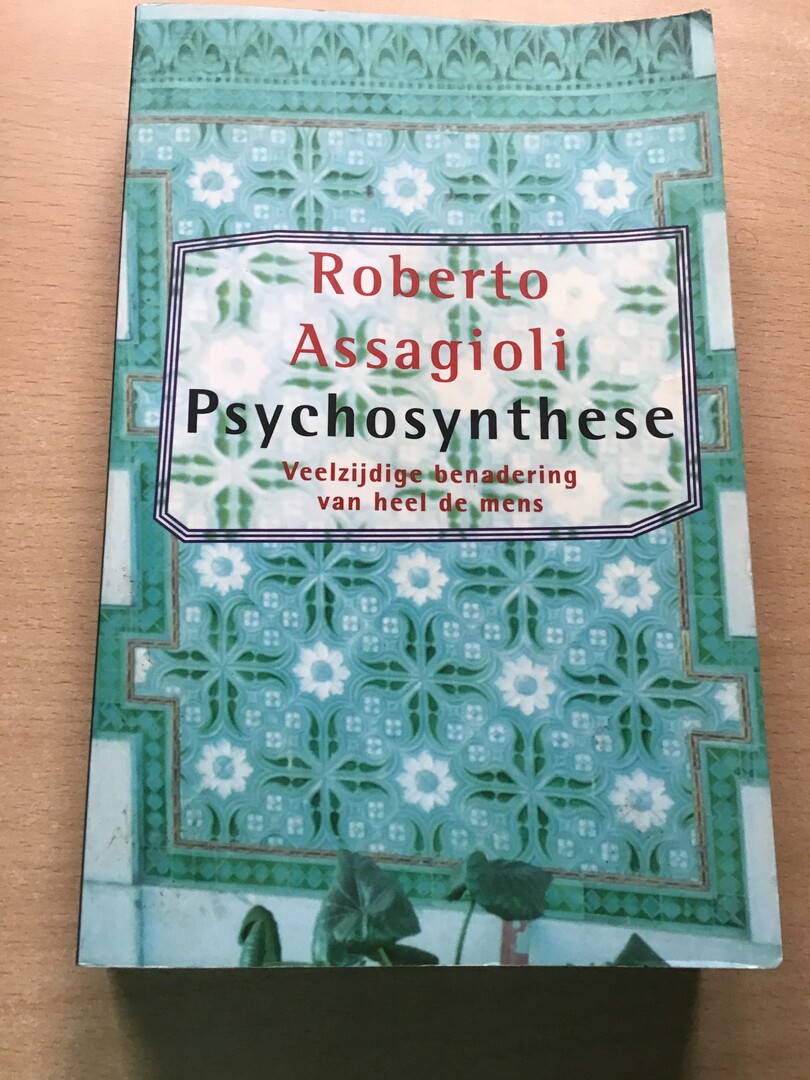 Roberto
Assagioli
Psychosynthese
Veelzijdige benadering
van heel de mens